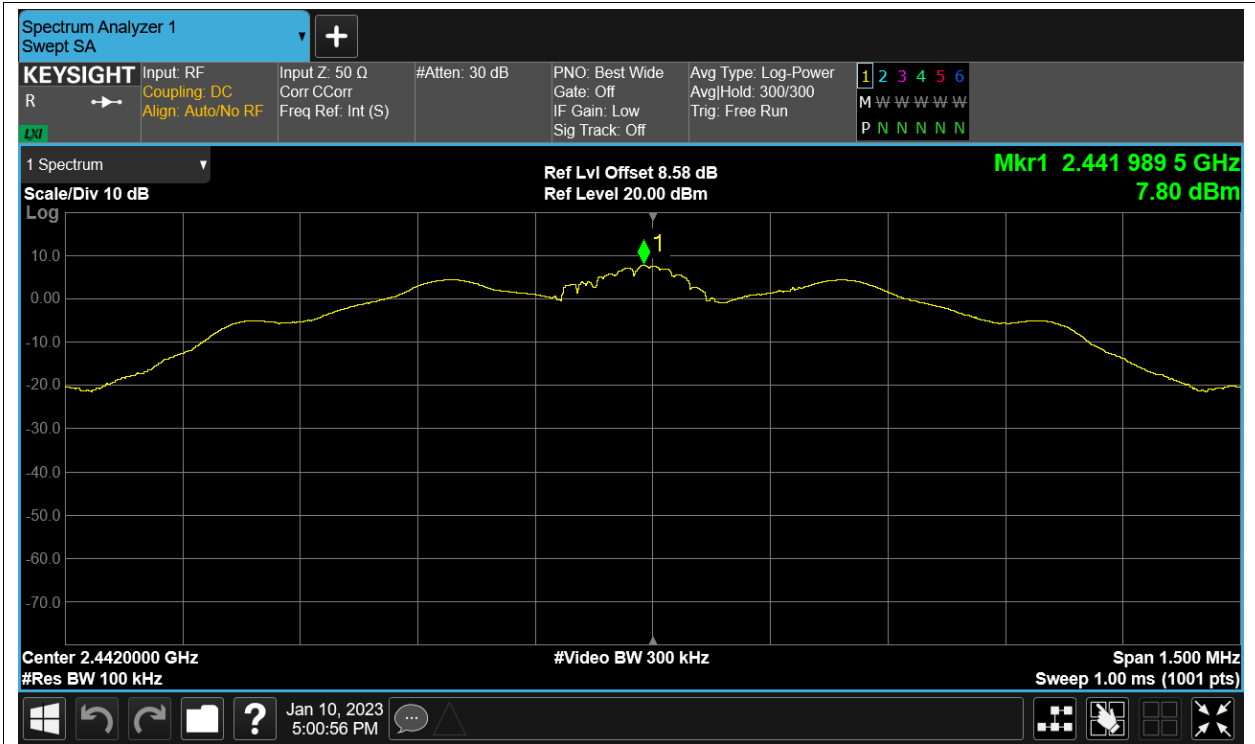 Spectrum Analyzer 1
Swept SA
KEYSIGHT
R
LXI
Input: RF
Coupling: DC
Align: Auto/No RF
Input Z: 50 Ω
Corr CCorr
Freq Ref: Int (S)
#Atten: 30 dB
PNO: Best Wide
Gate: Off
IF Gain: Low
Sig Track: Off
Avg Type: Log-Power
Avg|Hold: 300/300
Trig: Free Run
1 2 3 4 5 6
M W W W W W
P N N N N N
1 Spectrum
Scale/Div 10 dB
Log
Ref Lvl Offset 8.58 dB
Ref Level 20.00 dBm
Mkr1 2.441 989 5 GHz
7.80 dBm
1
10.0
0.00
-10.0
-20.0
-30.0
-40.0
-50.0
-60.0
-70.0
Center 2.4420000 GHz
#Res BW 100 kHz
#Video BW 300 kHz
Span 1.500 MHz
Sweep 1.00 ms (1001 pts)
?
Jan 10, 2023
5:00:56 PM